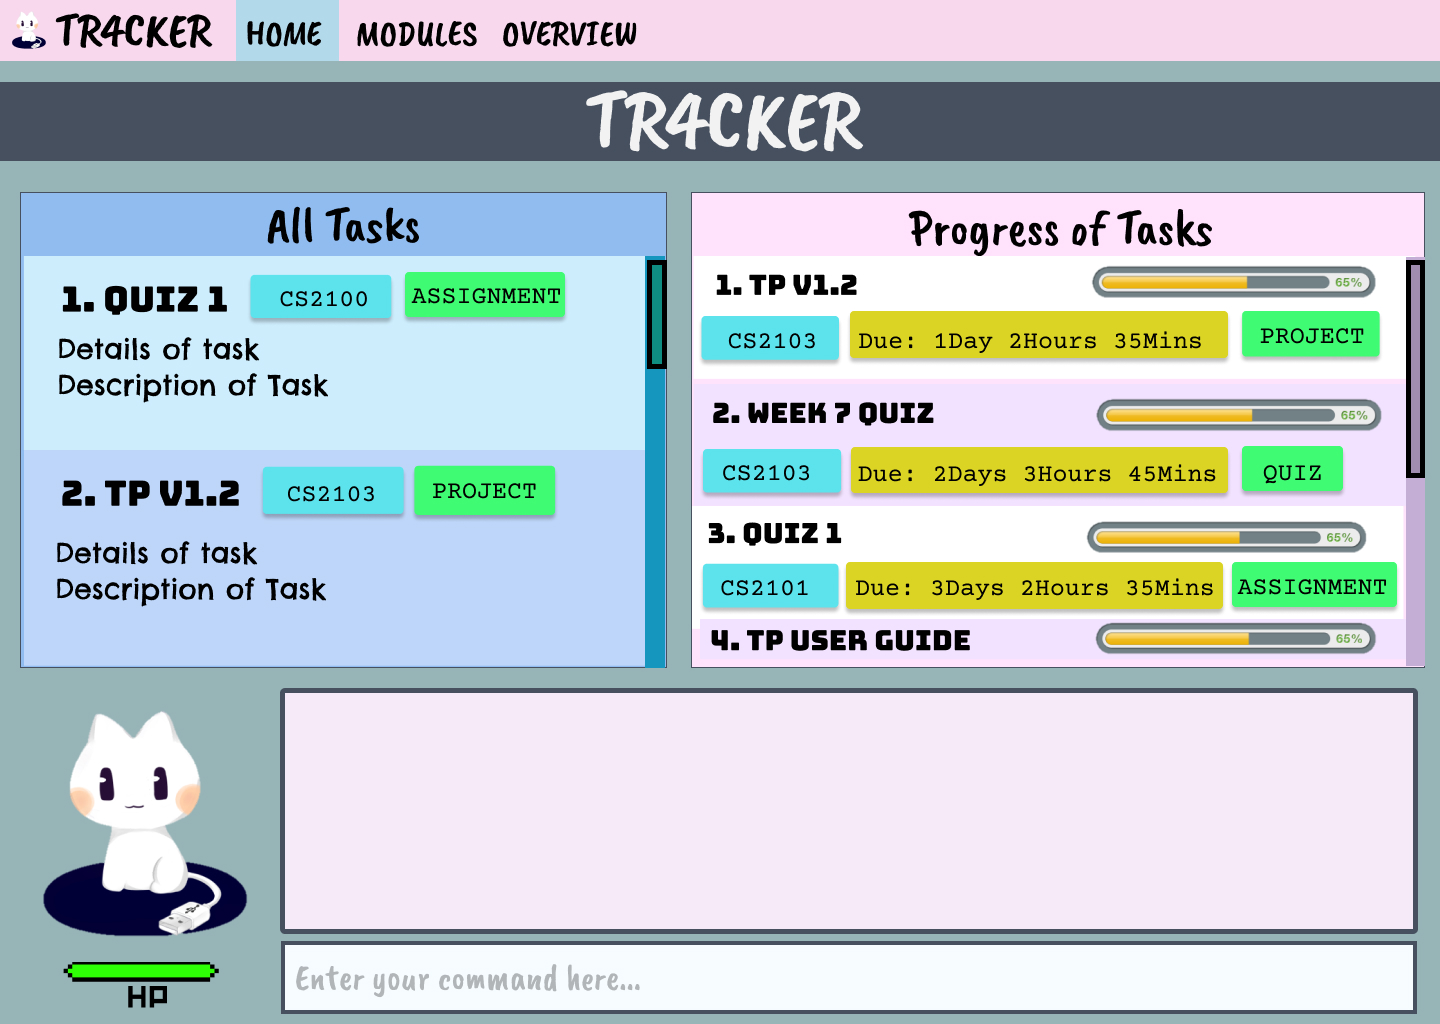 TR4CKER HOME MODULES OVERVIEW
TR4CKER
All Tasks
1. QUIZ 1 CS2100 ASSIGNMENT
Details of task
Description of Task
2. TP V1.2 CS2103 PROJECT
Details of task
Description of Task
Progress of Tasks
1. TP V1.2 65%
CS2103 Due: 1Day 2Hours 35Mins PROJECT
2. WEEK 7 QUIZ 65%
CS2103 Due: 2Days 3Hours 45Mins QUIZ
3. QUIZ 1 65%
CS2101 Due: 3Days 2Hours 35Mins ASSIGNMENT
4. TP USER GUIDE 65%
HP
Enter your command here...